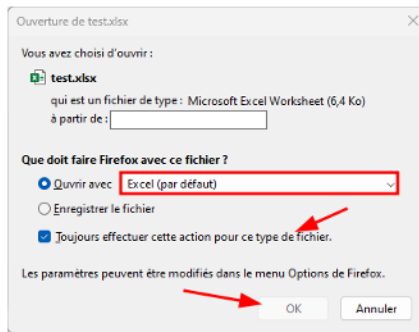 Ouverture de test.xlsx
Vous avez choisi d'ouvrir :
test.xlsx
qui est un fichier de type : Microsoft Excel Worksheet (6,4 Ko)
à partir de :
Que doit faire Firefox avec ce fichier ?
Ouvrir avec Excel (par défaut)
Enregistrer le fichier
Toujours effectuer cette action pour ce type de fichier.
Les paramètres peuvent être modifiés dans le menu Options de Firefox.
OK Annuler